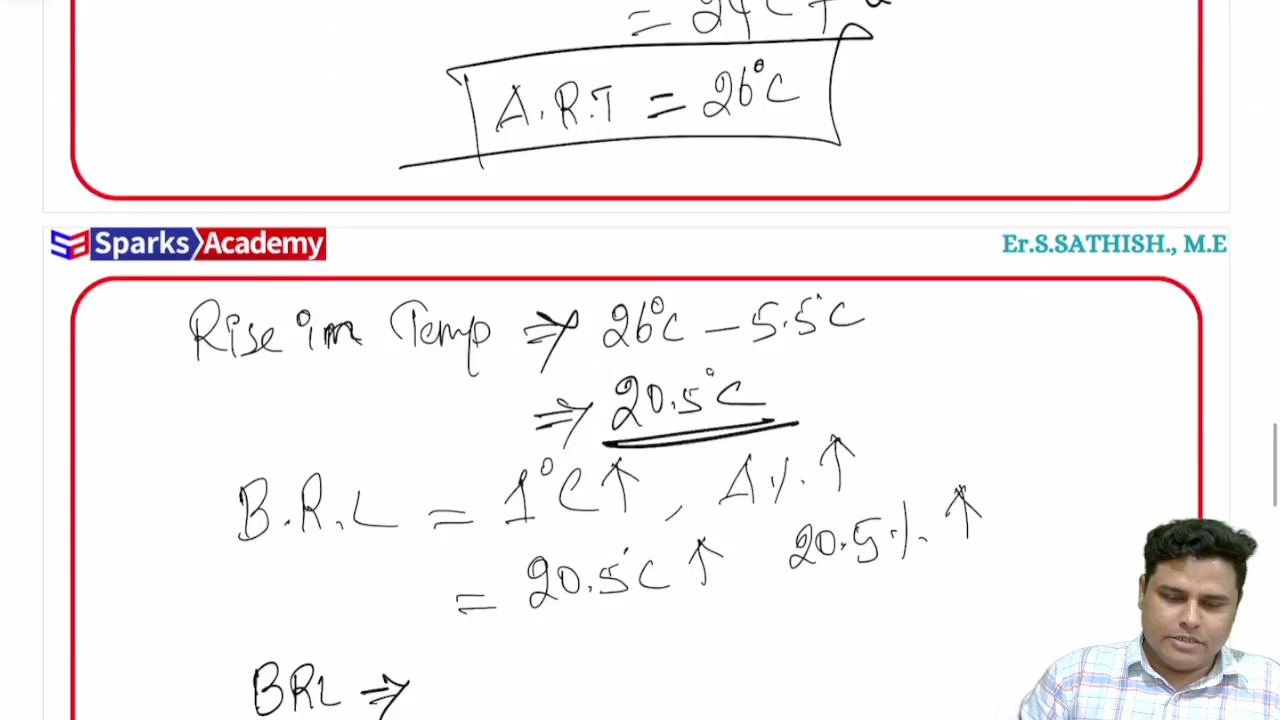 A.R.T = 26°C
Sparks Academy
Er.S.SATHISH., M.E
Rise in Temp ⇒ 26°C - 5.5°C
⇒ 20.5°C
B.R.L = 1°C ↑, A%. ↑
= 20.5°C ↑ 20.5%. ↑
BRL ⇒